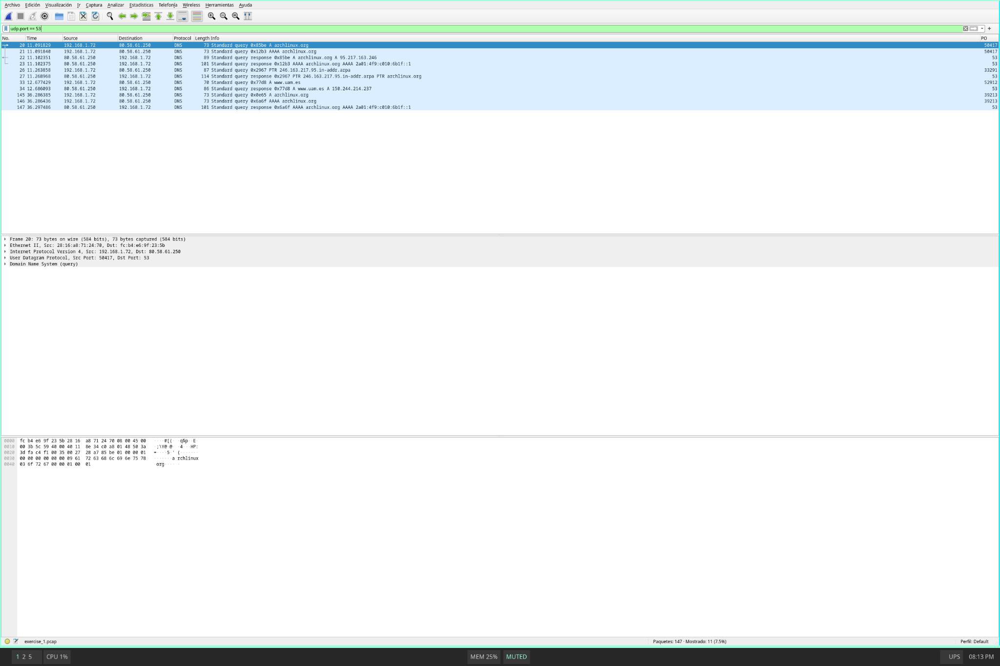 Archivo Edición Visualización Ir Captura Analizar Estadísticas Telefonía Wireless Herramientas Ayuda
udp.port == 53
No. Time Source Destination Protocol Length Info PO
20 11.091829 192.168.1.72 80.58.61.250 DNS 73 Standard query 0x85be A archlinux.org 50417
21 11.091840 192.168.1.72 80.58.61.250 DNS 73 Standard query 0x12b3 AAAA archlinux.org 50417
22 11.102351 80.58.61.250 192.168.1.72 DNS 89 Standard query response 0x85be A archlinux.org A 95.217.163.246 53
23 11.102375 80.58.61.250 192.168.1.72 DNS 101 Standard query response 0x12b3 AAAA archlinux.org AAAA 2a01:4f9:c010:6b1f::1 53
26 11.263858 192.168.1.72 80.58.61.250 DNS 87 Standard query 0x2967 PTR 246.163.217.95.in-addr.arpa 33291
27 11.268968 80.58.61.250 192.168.1.72 DNS 114 Standard query response 0x2967 PTR 246.163.217.95.in-addr.arpa PTR archlinux.org 53
33 12.677429 192.168.1.72 80.58.61.250 DNS 70 Standard query 0x77d8 A www.uam.es 52912
34 12.686093 80.58.61.250 192.168.1.72 DNS 86 Standard query response 0x77d8 A www.uam.es A 150.244.214.237 53
145 36.286385 192.168.1.72 80.58.61.250 DNS 73 Standard query 0x0e65 A archlinux.org 39213
146 36.286436 192.168.1.72 80.58.61.250 DNS 73 Standard query 0x6a6f AAAA archlinux.org 39213
147 36.297486 80.58.61.250 192.168.1.72 DNS 101 Standard query response 0x6a6f AAAA archlinux.org AAAA 2a01:4f9:c010:6b1f::1 53
Frame 20: 73 bytes on wire (584 bits), 73 bytes captured (584 bits)
Ethernet II, Src: 28:16:a8:71:24:70, Dst: fc:b4:e6:9f:23:5b
Internet Protocol Version 4, Src: 192.168.1.72, Dst: 80.58.61.250
User Datagram Protocol, Src Port: 50417, Dst Port: 53
Domain Name System (query)
0000 fc b4 e6 9f 23 5b 28 16 a8 71 24 70 08 00 45 00 ····#[(· ·q$p··E·
0010 00 3b 5c 59 40 00 40 11 8e 34 c0 a8 01 48 50 3a ·;\Y@·@· ·4···HP:
0020 3d fa c4 f1 00 35 00 27 28 a7 85 be 01 00 00 01 =····5·' (·······
0030 00 00 00 00 00 00 09 61 72 63 68 6c 69 6e 75 78 ·······a rchlinux
0040 03 6f 72 67 00 00 01 00 01 ·org···· ·
exercise_1.pcap Paquetes: 147 · Mostrado: 11 (7.5%) Perfil: Default
1 2 5 CPU 1% MEM 25% MUTED UPS 08:13 PM